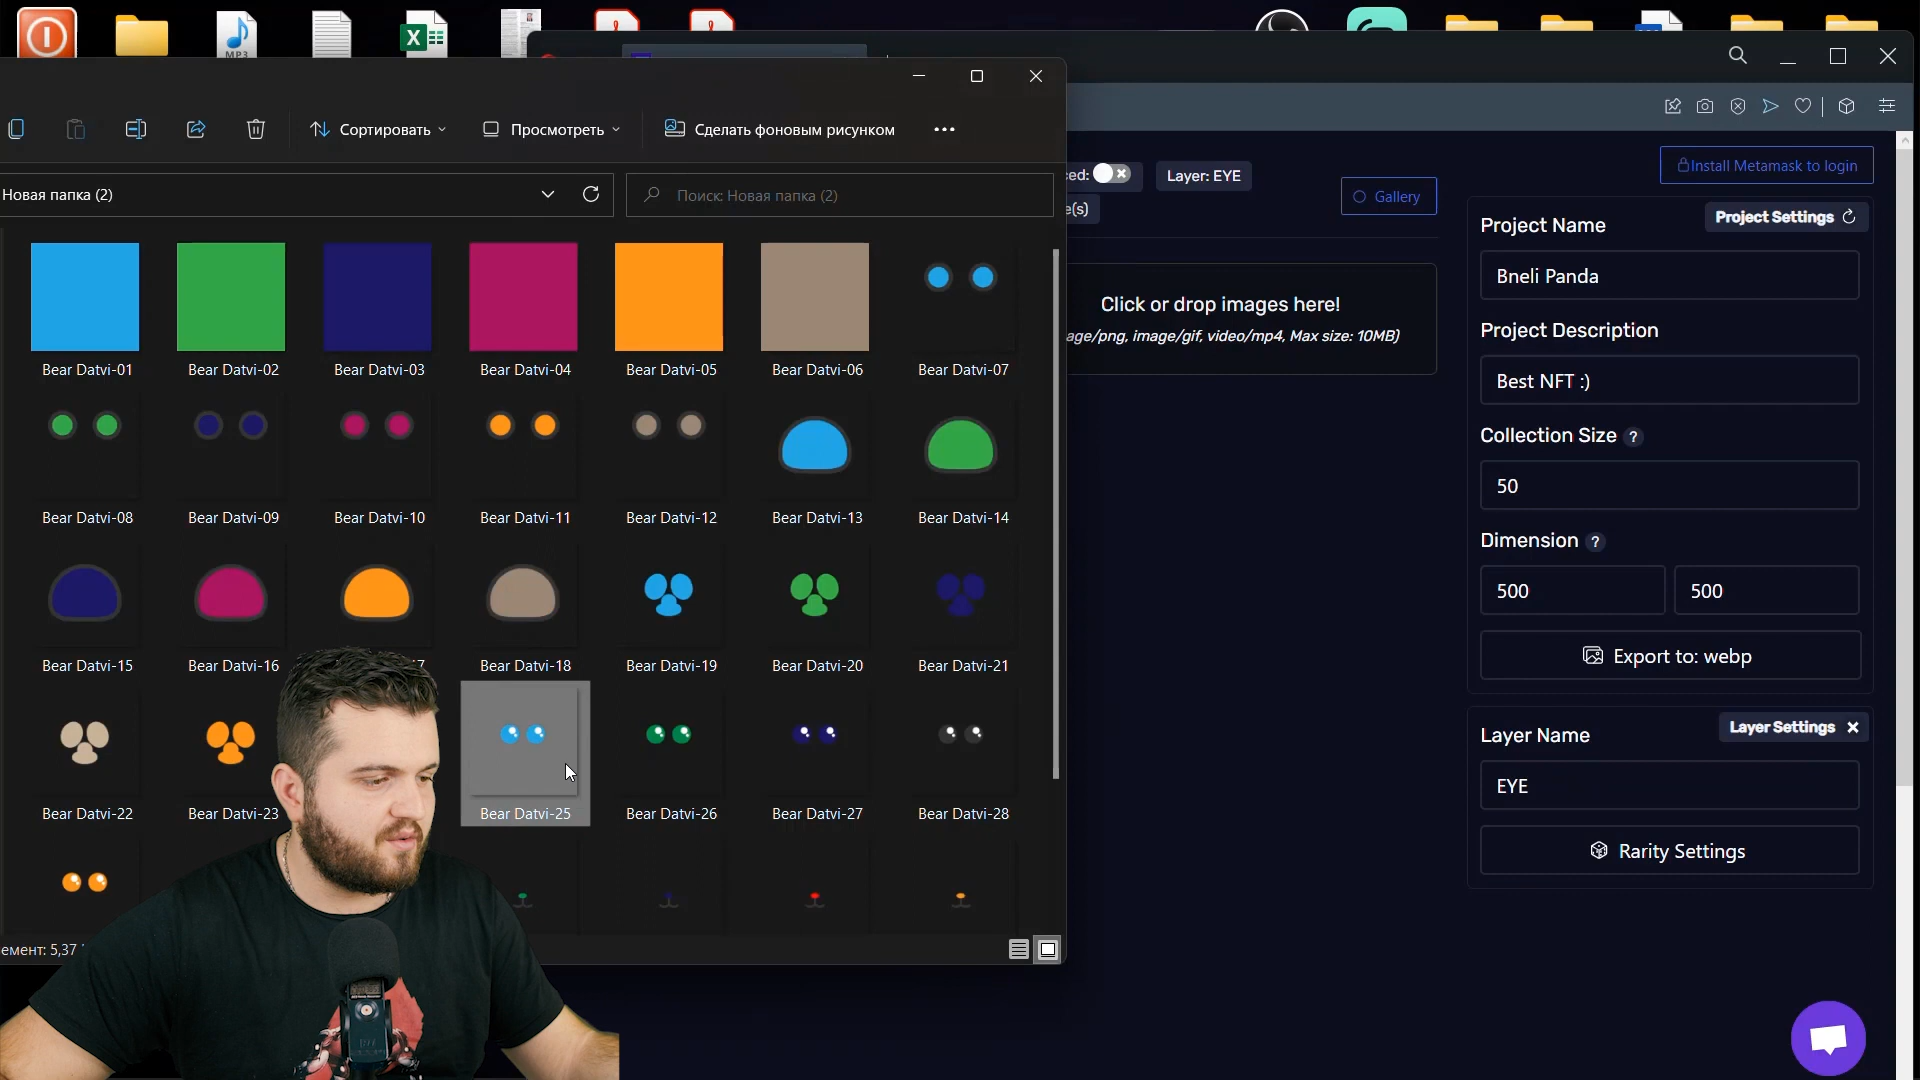 MP3
Сортировать
Просмотреть
Сделать фоновым рисунком
Новая папка (2)
Поиск: Новая папка (2)
Bear Datvi-01
Bear Datvi-02
Bear Datvi-03
Bear Datvi-04
Bear Datvi-05
Bear Datvi-06
Bear Datvi-07
Bear Datvi-08
Bear Datvi-09
Bear Datvi-10
Bear Datvi-11
Bear Datvi-12
Bear Datvi-13
Bear Datvi-14
Bear Datvi-15
Bear Datvi-16
7
Bear Datvi-18
Bear Datvi-19
Bear Datvi-20
Bear Datvi-21
Bear Datvi-22
Bear Datvi-23
Bear Datvi-25
Bear Datvi-26
Bear Datvi-27
Bear Datvi-28
емент: 5,37
ced:
Layer: EYE
e(s)
Gallery
Click or drop images here!
age/png, image/gif, video/mp4, Max size: 10MB)
Install Metamask to login
Project Name
Project Settings
Bneli Panda
Project Description
Best NFT :)
Collection Size ?
50
Dimension ?
500
500
Export to: webp
Layer Name
Layer Settings
EYE
Rarity Settings